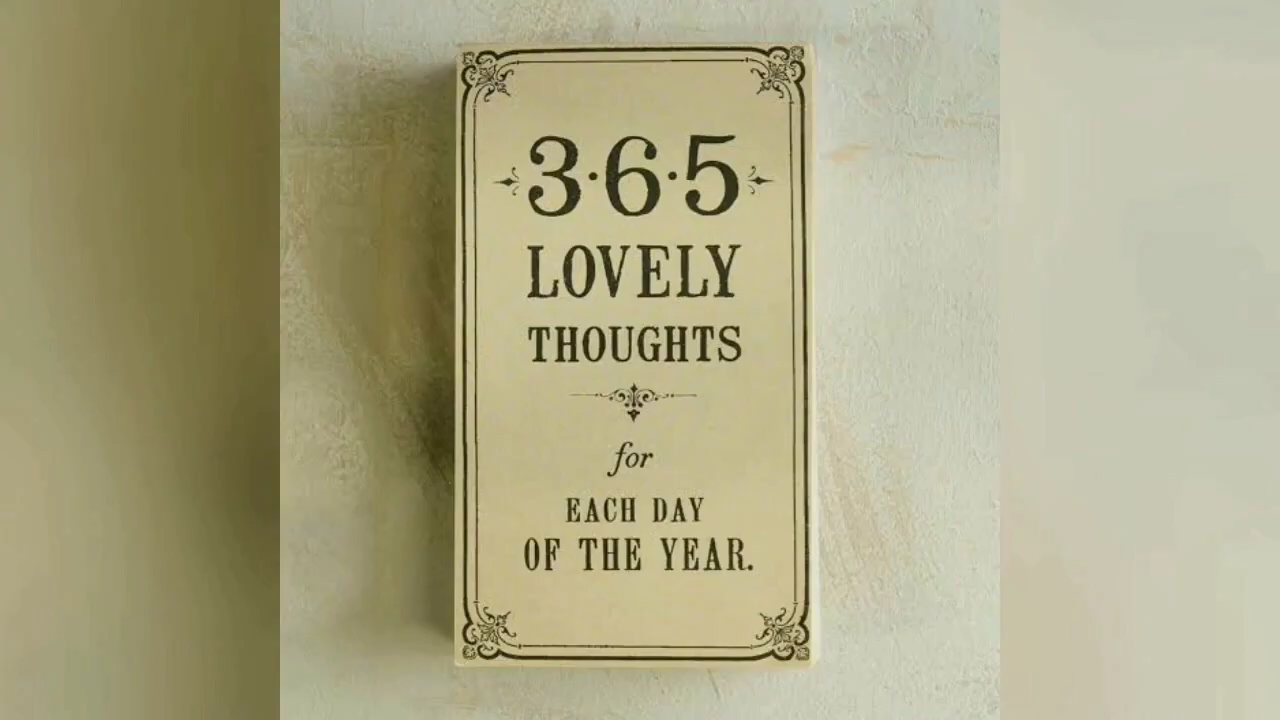 3·6·5
LOVELY
THOUGHTS
for
EACH DAY
OF THE YEAR.